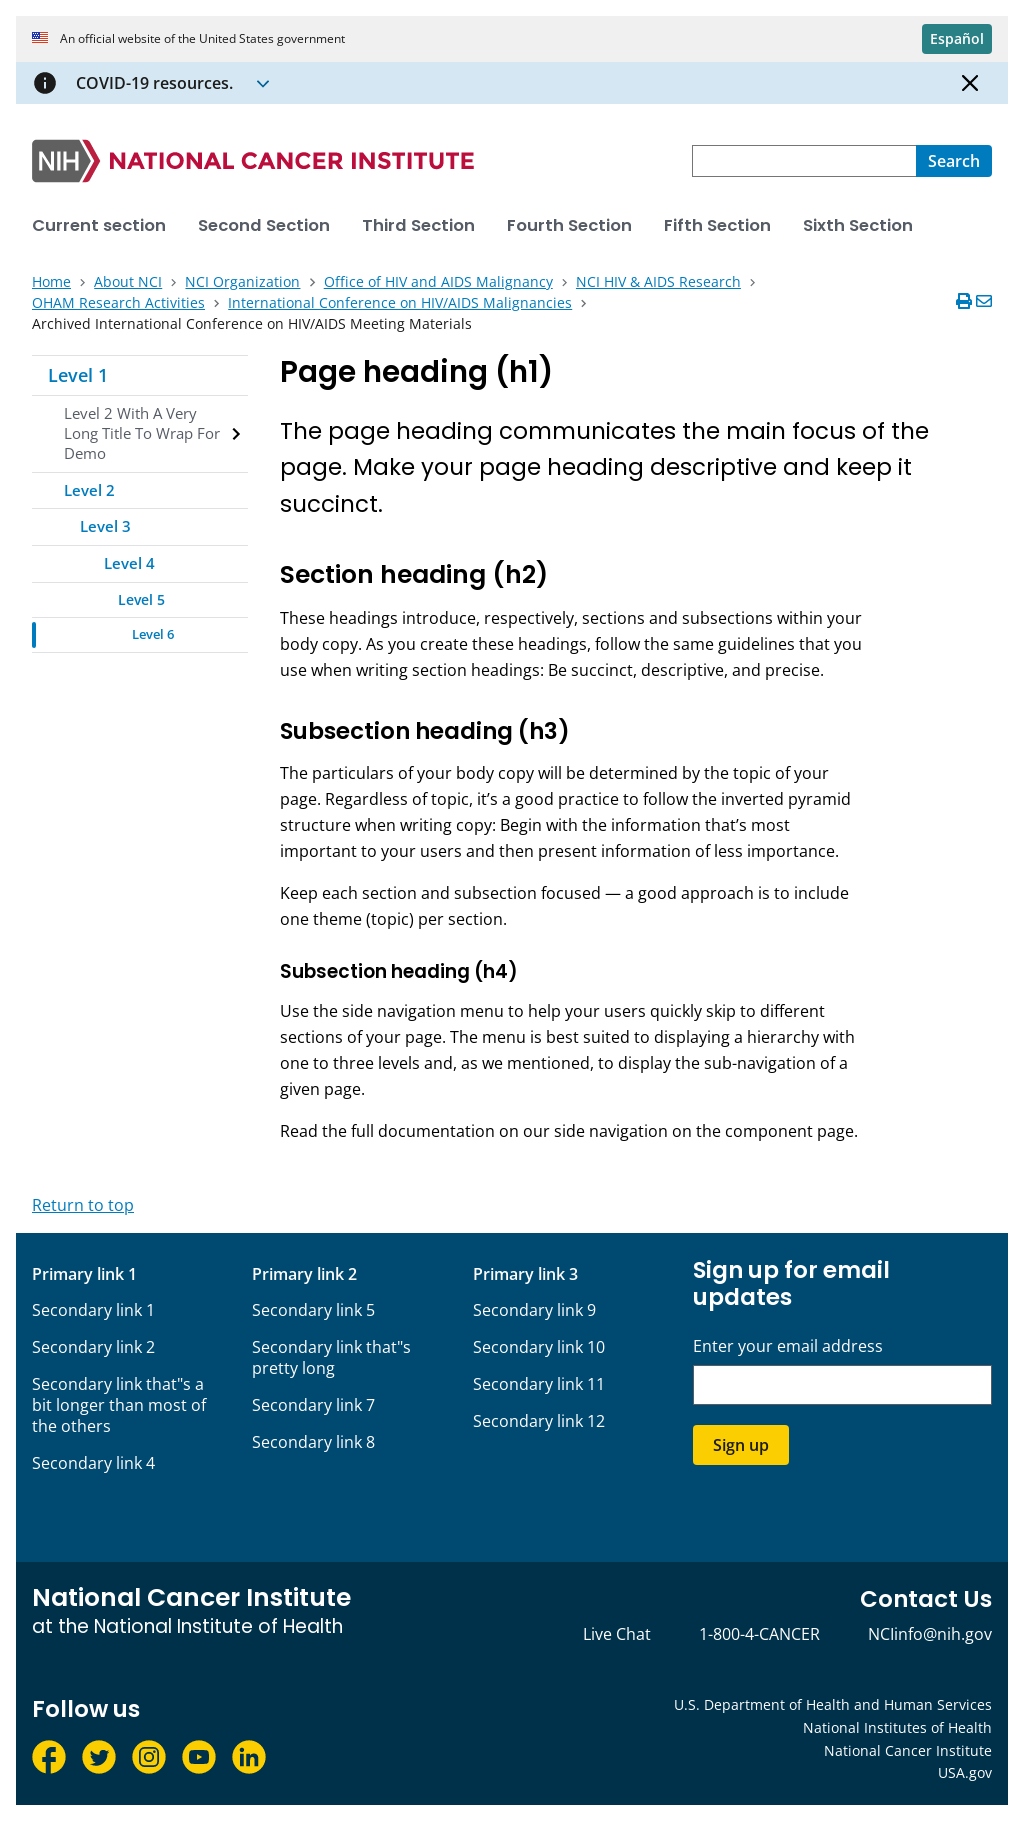 An official website of the United States government
Español
COVID-19 resources.
NIH NATIONAL CANCER INSTITUTE
Search
Current section Second Section Third Section Fourth Section Fifth Section Sixth Section
Home About NCI NCI Organization Office of HIV and AIDS Malignancy NCI HIV & AIDS Research
OHAM Research Activities International Conference on HIV/AIDS Malignancies
Archived International Conference on HIV/AIDS Meeting Materials
Level 1
Level 2 With A Very
Long Title To Wrap For
Demo
Level 2
Level 3
Level 4
Level 5
Level 6
Page heading (h1)
The page heading communicates the main focus of the
page. Make your page heading descriptive and keep it
succinct.
Section heading (h2)
These headings introduce, respectively, sections and subsections within your
body copy. As you create these headings, follow the same guidelines that you
use when writing section headings: Be succinct, descriptive, and precise.
Subsection heading (h3)
The particulars of your body copy will be determined by the topic of your
page. Regardless of topic, it’s a good practice to follow the inverted pyramid
structure when writing copy: Begin with the information that’s most
important to your users and then present information of less importance.
Keep each section and subsection focused — a good approach is to include
one theme (topic) per section.
Subsection heading (h4)
Use the side navigation menu to help your users quickly skip to different
sections of your page. The menu is best suited to displaying a hierarchy with
one to three levels and, as we mentioned, to display the sub-navigation of a
given page.
Read the full documentation on our side navigation on the component page.
Return to top
Primary link 1
Secondary link 1
Secondary link 2
Secondary link that"s a
bit longer than most of
the others
Secondary link 4
Primary link 2
Secondary link 5
Secondary link that"s
pretty long
Secondary link 7
Secondary link 8
Primary link 3
Secondary link 9
Secondary link 10
Secondary link 11
Secondary link 12
Sign up for email
updates
Enter your email address
Sign up
National Cancer Institute
at the National Institute of Health
Contact Us
Live Chat 1-800-4-CANCER NCIinfo@nih.gov
Follow us
U.S. Department of Health and Human Services
National Institutes of Health
National Cancer Institute
USA.gov